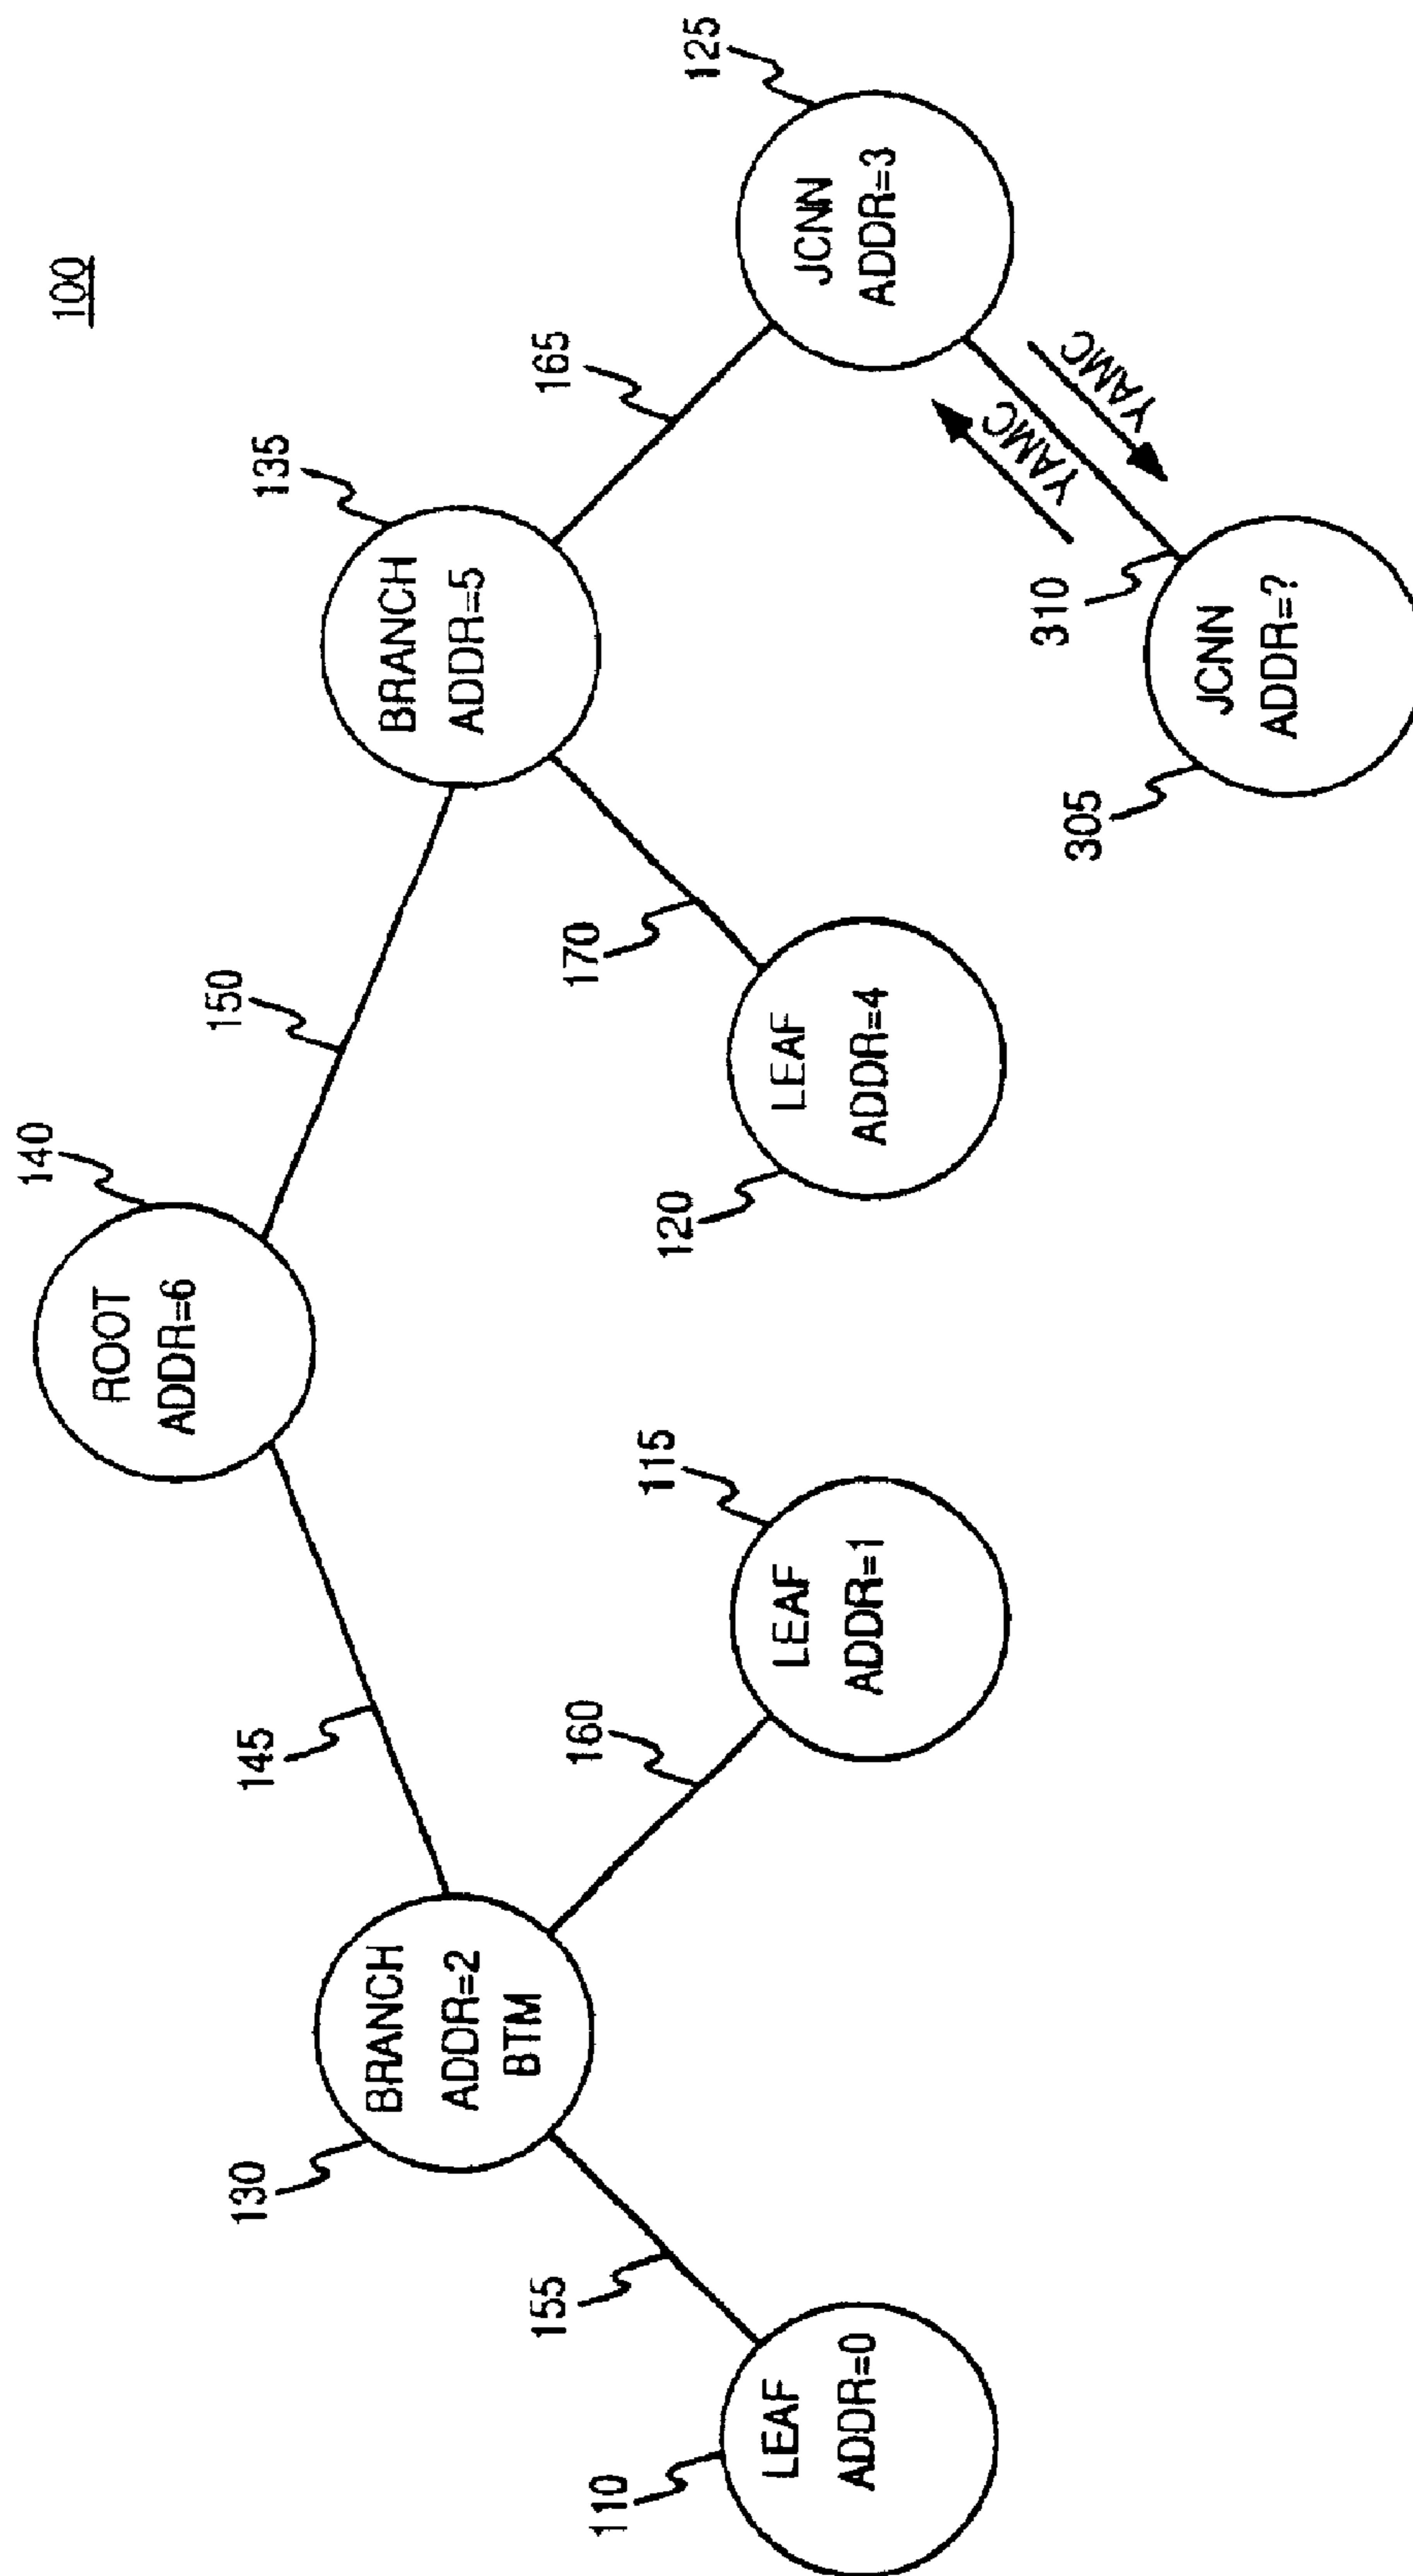 100
140
ROOT
ADDR=6
145
150
130
BRANCH
ADDR=2
BTM
135
BRANCH
ADDR=5
155
160
170
165
110
LEAF
ADDR=0
115
LEAF
ADDR=1
120
LEAF
ADDR=4
125
JCNN
ADDR=3
YAMC
YAMC
310
305
JCNN
ADDR=?